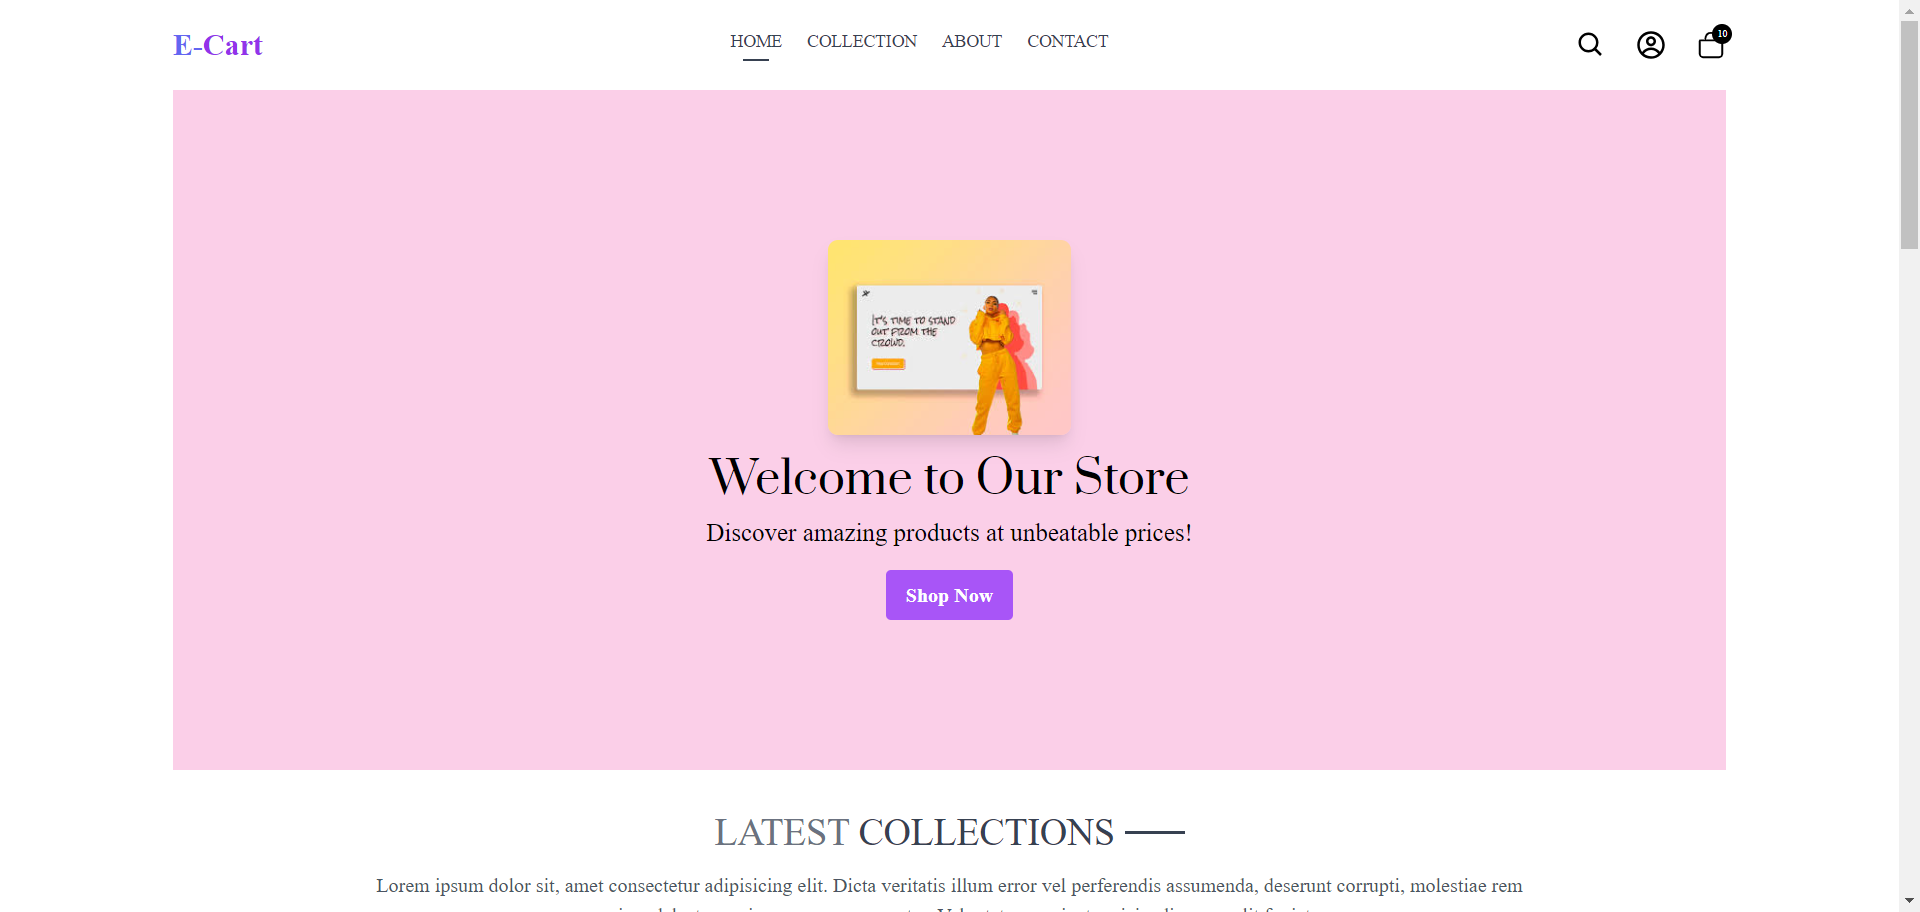 E-Cart
HOME COLLECTION ABOUT CONTACT
10
IT'S TIME TO STAND
OUT FROM THE
CROWD.
Welcome to Our Store
Discover amazing products at unbeatable prices!
Shop Now
LATEST COLLECTIONS
Lorem ipsum dolor sit, amet consectetur adipisicing elit. Dicta veritatis illum error vel perferendis assumenda, deserunt corrupti, molestiae rem